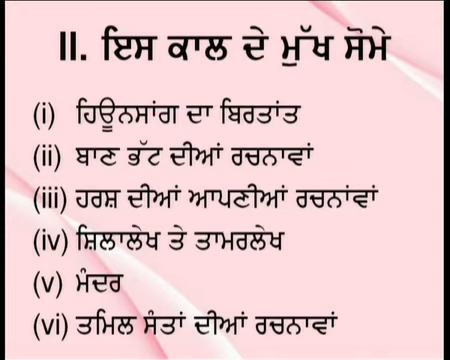 II. ਇਸ ਕਾਲ ਦੇ ਮੁੱਖ ਸੋਮੇ
(i) ਹਿਊਨਸਾਂਗ ਦਾ ਬਿਰਤਾਂਤ
(ii) ਬਾਣ ਭੱਟ ਦੀਆਂ ਰਚਨਾਵਾਂ
(iii) ਹਰਸ਼ ਦੀਆਂ ਆਪਣੀਆਂ ਰਚਨਾਂਵਾਂ
(iv) ਸ਼ਿਲਾਲੇਖ ਤੇ ਤਾਮਰਲੇਖ
(v) ਮੰਦਰ
(vi) ਤਮਿਲ ਸੰਤਾਂ ਦੀਆਂ ਰਚਨਾਵਾਂ